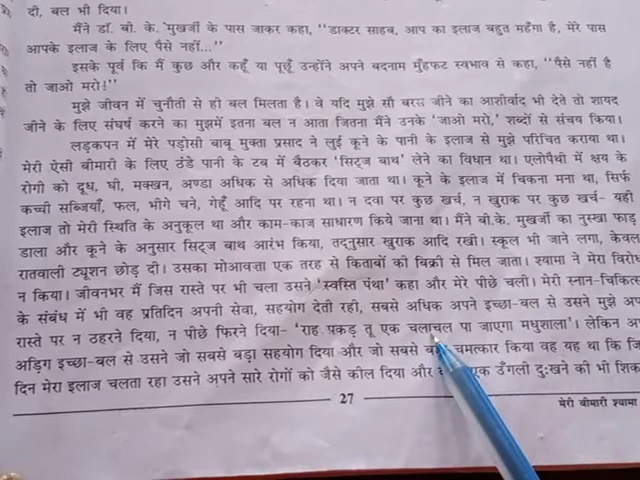 दी, बल भी दिया।
मैंने डॉ. बी. के. मुखर्जी के पास जाकर कहा, ''डाक्टर साहब, आप का इलाज बहुत महँगा है, मेरे पास
आपके इलाज के लिए पैसे नहीं...''
इसके पूर्व कि मैं कुछ और कहूँ या पूछूँ उन्होंने अपने बदनाम मुँहफट स्वभाव से कहा, ''पैसे नहीं है
तो जाओ मरो!''
मुझे जीवन में चुनौती से ही बल मिलता है। वे यदि मुझे सौ बरस जीने का आशीर्वाद भी देते तो शायद
जीने के लिए संघर्ष करने का मुझमें इतना बल न आता जितना मैंने उनके 'जाओ मरो,' शब्दों से संचय किया।
लड़कपन में मेरे पड़ोसी बाबू मुक्ता प्रसाद ने लुई कूने के पानी के इलाज से मुझे परिचित कराया था।
मेरी ऐसी बीमारी के लिए ठंडे पानी के टब में बैठकर 'सिट्ज बाथ' लेने का विधान था। एलोपैथी में क्षय के
रोगी को दूध, घी, मक्खन, अण्डा अधिक से अधिक दिया जाता था। कूने के इलाज में चिकना मना था, सिर्फ
कच्ची सब्जियाँ, फल, भीगे चने, गेहूँ आदि पर रहना था। न दवा पर कुछ खर्च, न खुराक पर कुछ खर्च- यही
इलाज तो मेरी स्थिति के अनुकूल था और काम-काज साधारण किये जाना था। मैंने बी.के. मुखर्जी का नुस्खा फाड़
डाला और कूने के अनुसार सिट्ज बाथ आरंभ किया, तद्नुसार खुराक आदि रखी। स्कूल भी जाने लगा, केवल
रातवाली ट्यूशन छोड़ दी। उसका मोआवज़ा एक तरह से किताबों की बिक्री से मिल जाता। श्यामा ने मेरा विरोध
न किया। जीवनभर मैं जिस रास्ते पर भी चला उसने 'स्वस्ति पंथा' कहा और मेरे पीछे चली। मेरी स्नान-चिकित्स
के संबंध में भी वह प्रतिदिन अपनी सेवा, सहयोग देती रही, सबसे अधिक अपने इच्छा-बल से उसने मुझे अप
रास्ते पर न ठहरने दिया, न पीछे फिरने दिया- 'राह पकड़ तू एक चलाचल पा जाएगा मधुशाला'। लेकिन अप
अड़िग इच्छा-बल से उसने जो सबसे बड़ा सहयोग दिया और जो सबसे चमत्कार किया वह यह था कि जि
दिन मेरा इलाज चलता रहा उसने अपने सारे रोगों को जैसे कील दिया और एक उँगली दुःखने की भी शिक
27
मेरी बीमारी श्यामा